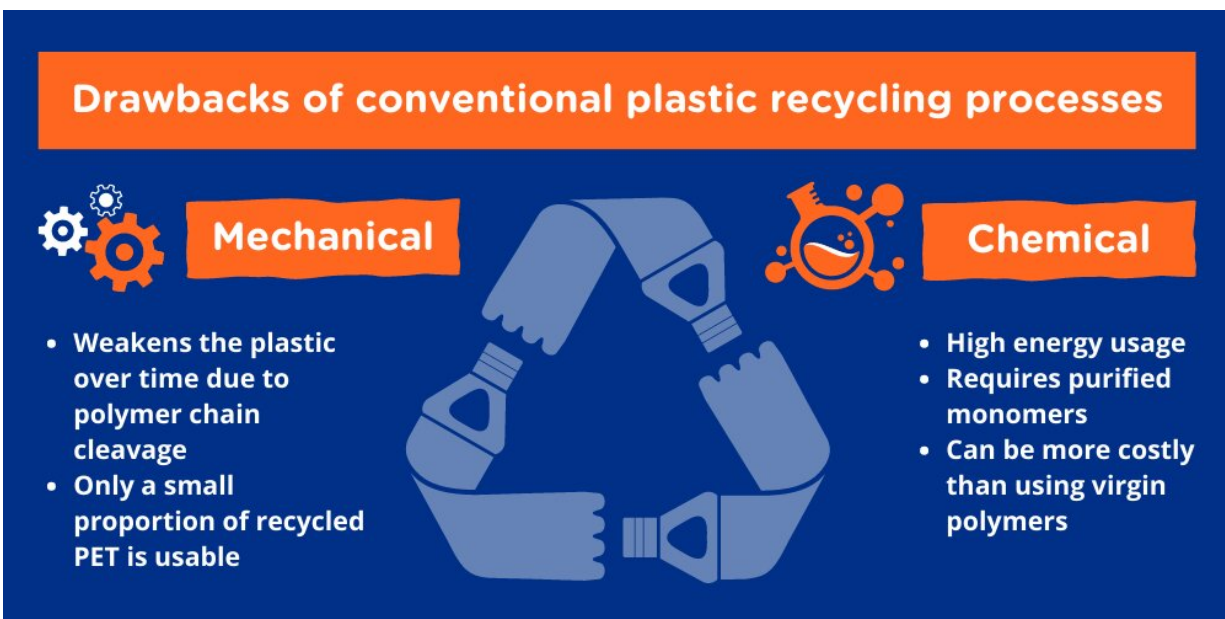 Drawbacks of conventional plastic recycling processes
Mechanical
• Weakens the plastic
over time due to
polymer chain
cleavage
• Only a small
proportion of recycled
PET is usable
Chemical
• High energy usage
• Requires purified
monomers
• Can be more costly
than using virgin
polymers